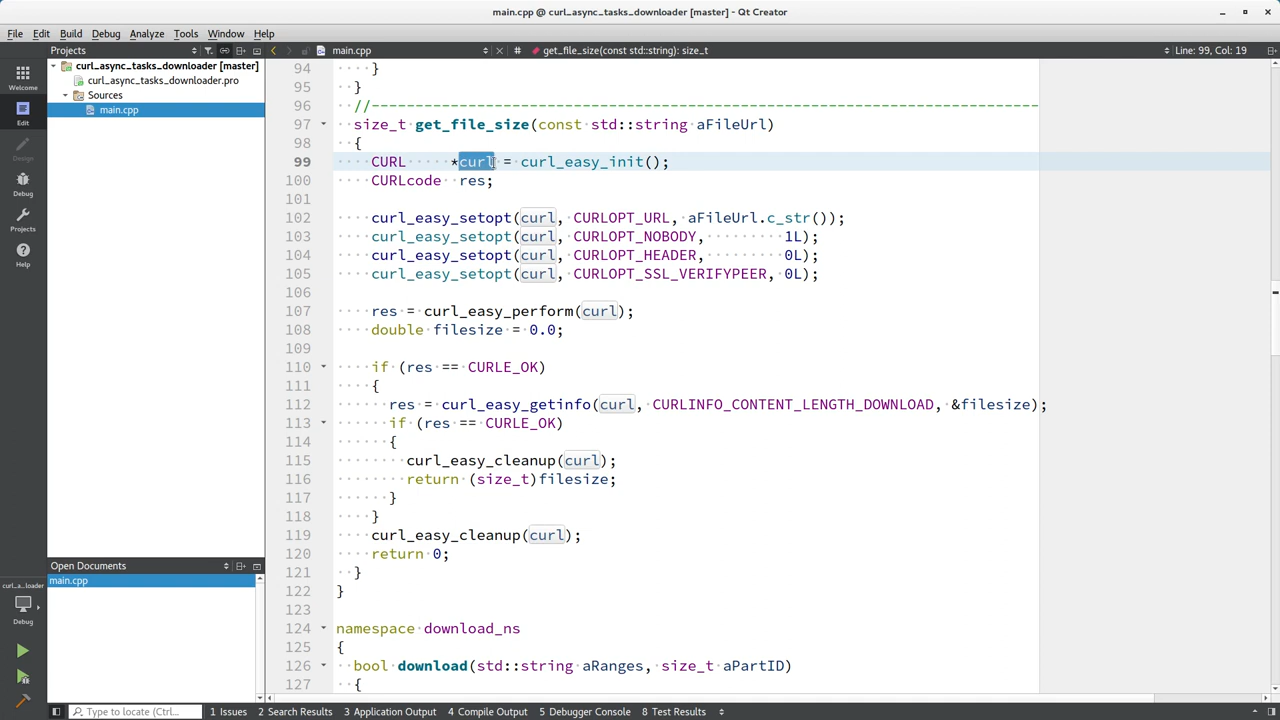 main.cpp @ curl_async_tasks_downloader [master] - Qt Creator
File Edit Build Debug Analyze Tools Window Help
Projects
main.cpp
# get_file_size(const std::string): size_t
Line: 99, Col: 19
Welcome
Edit
Design
Debug
Projects
Help
curl_a...loader
Debug
curl_async_tasks_downloader [master]
curl_async_tasks_downloader.pro
Sources
main.cpp
Open Documents
main.cpp
94 }
95 }
96 //----------------------------------------------------------------------------
97 size_t get_file_size(const std::string aFileUrl)
98 {
99 CURL *curl = curl_easy_init();
100 CURLcode res;
101
102 curl_easy_setopt(curl, CURLOPT_URL, aFileUrl.c_str());
103 curl_easy_setopt(curl, CURLOPT_NOBODY, 1L);
104 curl_easy_setopt(curl, CURLOPT_HEADER, 0L);
105 curl_easy_setopt(curl, CURLOPT_SSL_VERIFYPEER, 0L);
106
107 res = curl_easy_perform(curl);
108 double filesize = 0.0;
109
110 if (res == CURLE_OK)
111 {
112 res = curl_easy_getinfo(curl, CURLINFO_CONTENT_LENGTH_DOWNLOAD, &filesize);
113 if (res == CURLE_OK)
114 {
115 curl_easy_cleanup(curl);
116 return (size_t)filesize;
117 }
118 }
119 curl_easy_cleanup(curl);
120 return 0;
121 }
122 }
123
124 namespace download_ns
125 {
126 bool download(std::string aRanges, size_t aPartID)
127 {
Type to locate (Ctrl...
1 Issues 2 Search Results 3 Application Output 4 Compile Output 5 Debugger Console 8 Test Results